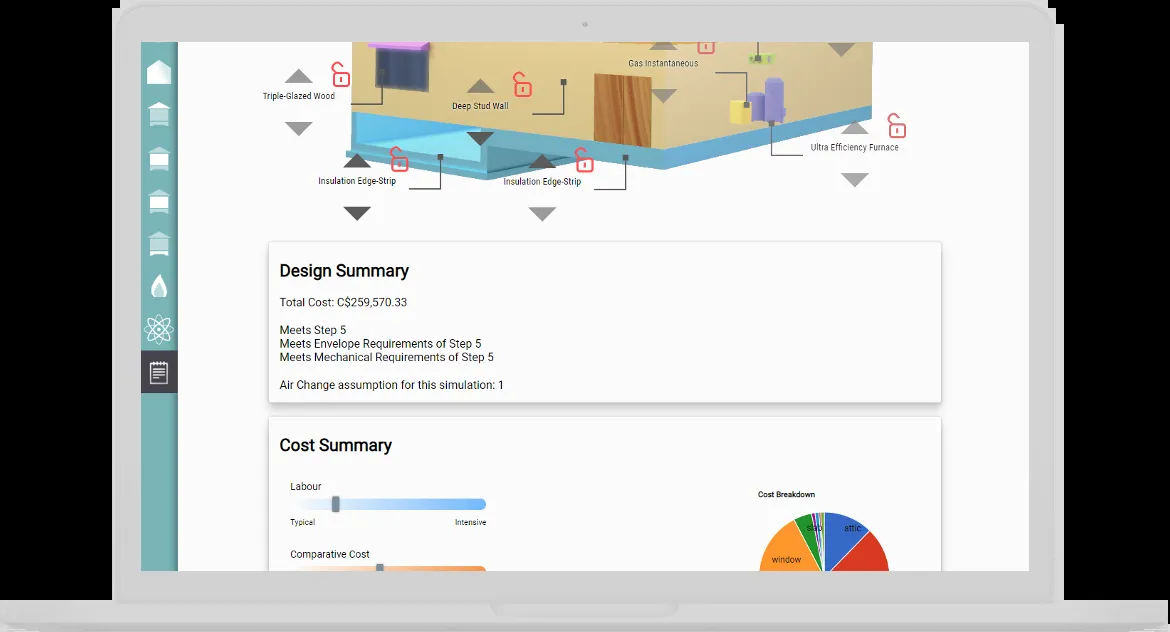 Gas Instantaneous
Triple-Glazed Wood
Deep Stud Wall
Ultra Efficiency Furnace
Insulation Edge-Strip
Insulation Edge-Strip
Design Summary
Total Cost: C$259,570.33
Meets Step 5
Meets Envelope Requirements of Step 5
Meets Mechanical Requirements of Step 5
Air Change assumption for this simulation: 1
Cost Summary
Labour
Typical
Intensive
Comparative Cost
Cost Breakdown
slab
attic
window